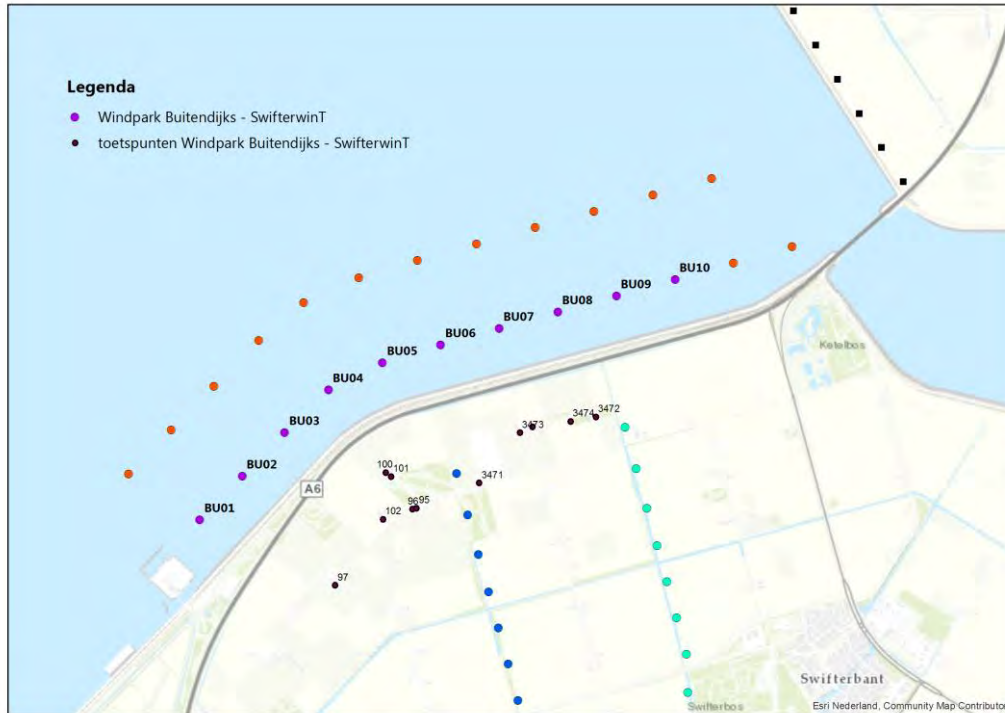 Legenda
Windpark Buitendijks - SwifterwinT
toetspunten Windpark Buitendijks - SwifterwinT
BU10
BU09
BU08
BU07
BU06
BU05
BU04
BU03
BU02
BU01
Ketelbos
A6
3472
3474
3473
3471
100
101
96
95
102
97
Swifterbant
Swifterbos
Esri Nederland, Community Map Contributo